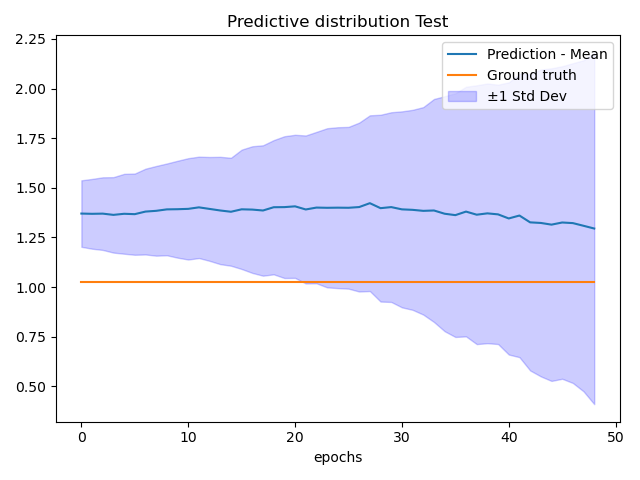 Predictive distribution Test
2.25
2.00
1.75
1.50
1.25
1.00
0.75
0.50
Prediction - Mean
Ground truth
±1 Std Dev
0 10 20 30 40 50
epochs